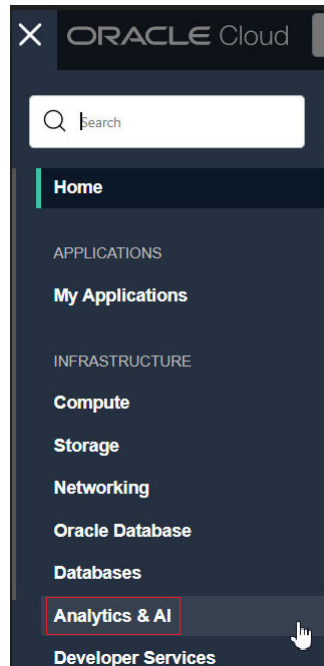 ORACLE Cloud
Search
Home
APPLICATIONS
My Applications
INFRASTRUCTURE
Compute
Storage
Networking
Oracle Database
Databases
Analytics & AI
Developer Services